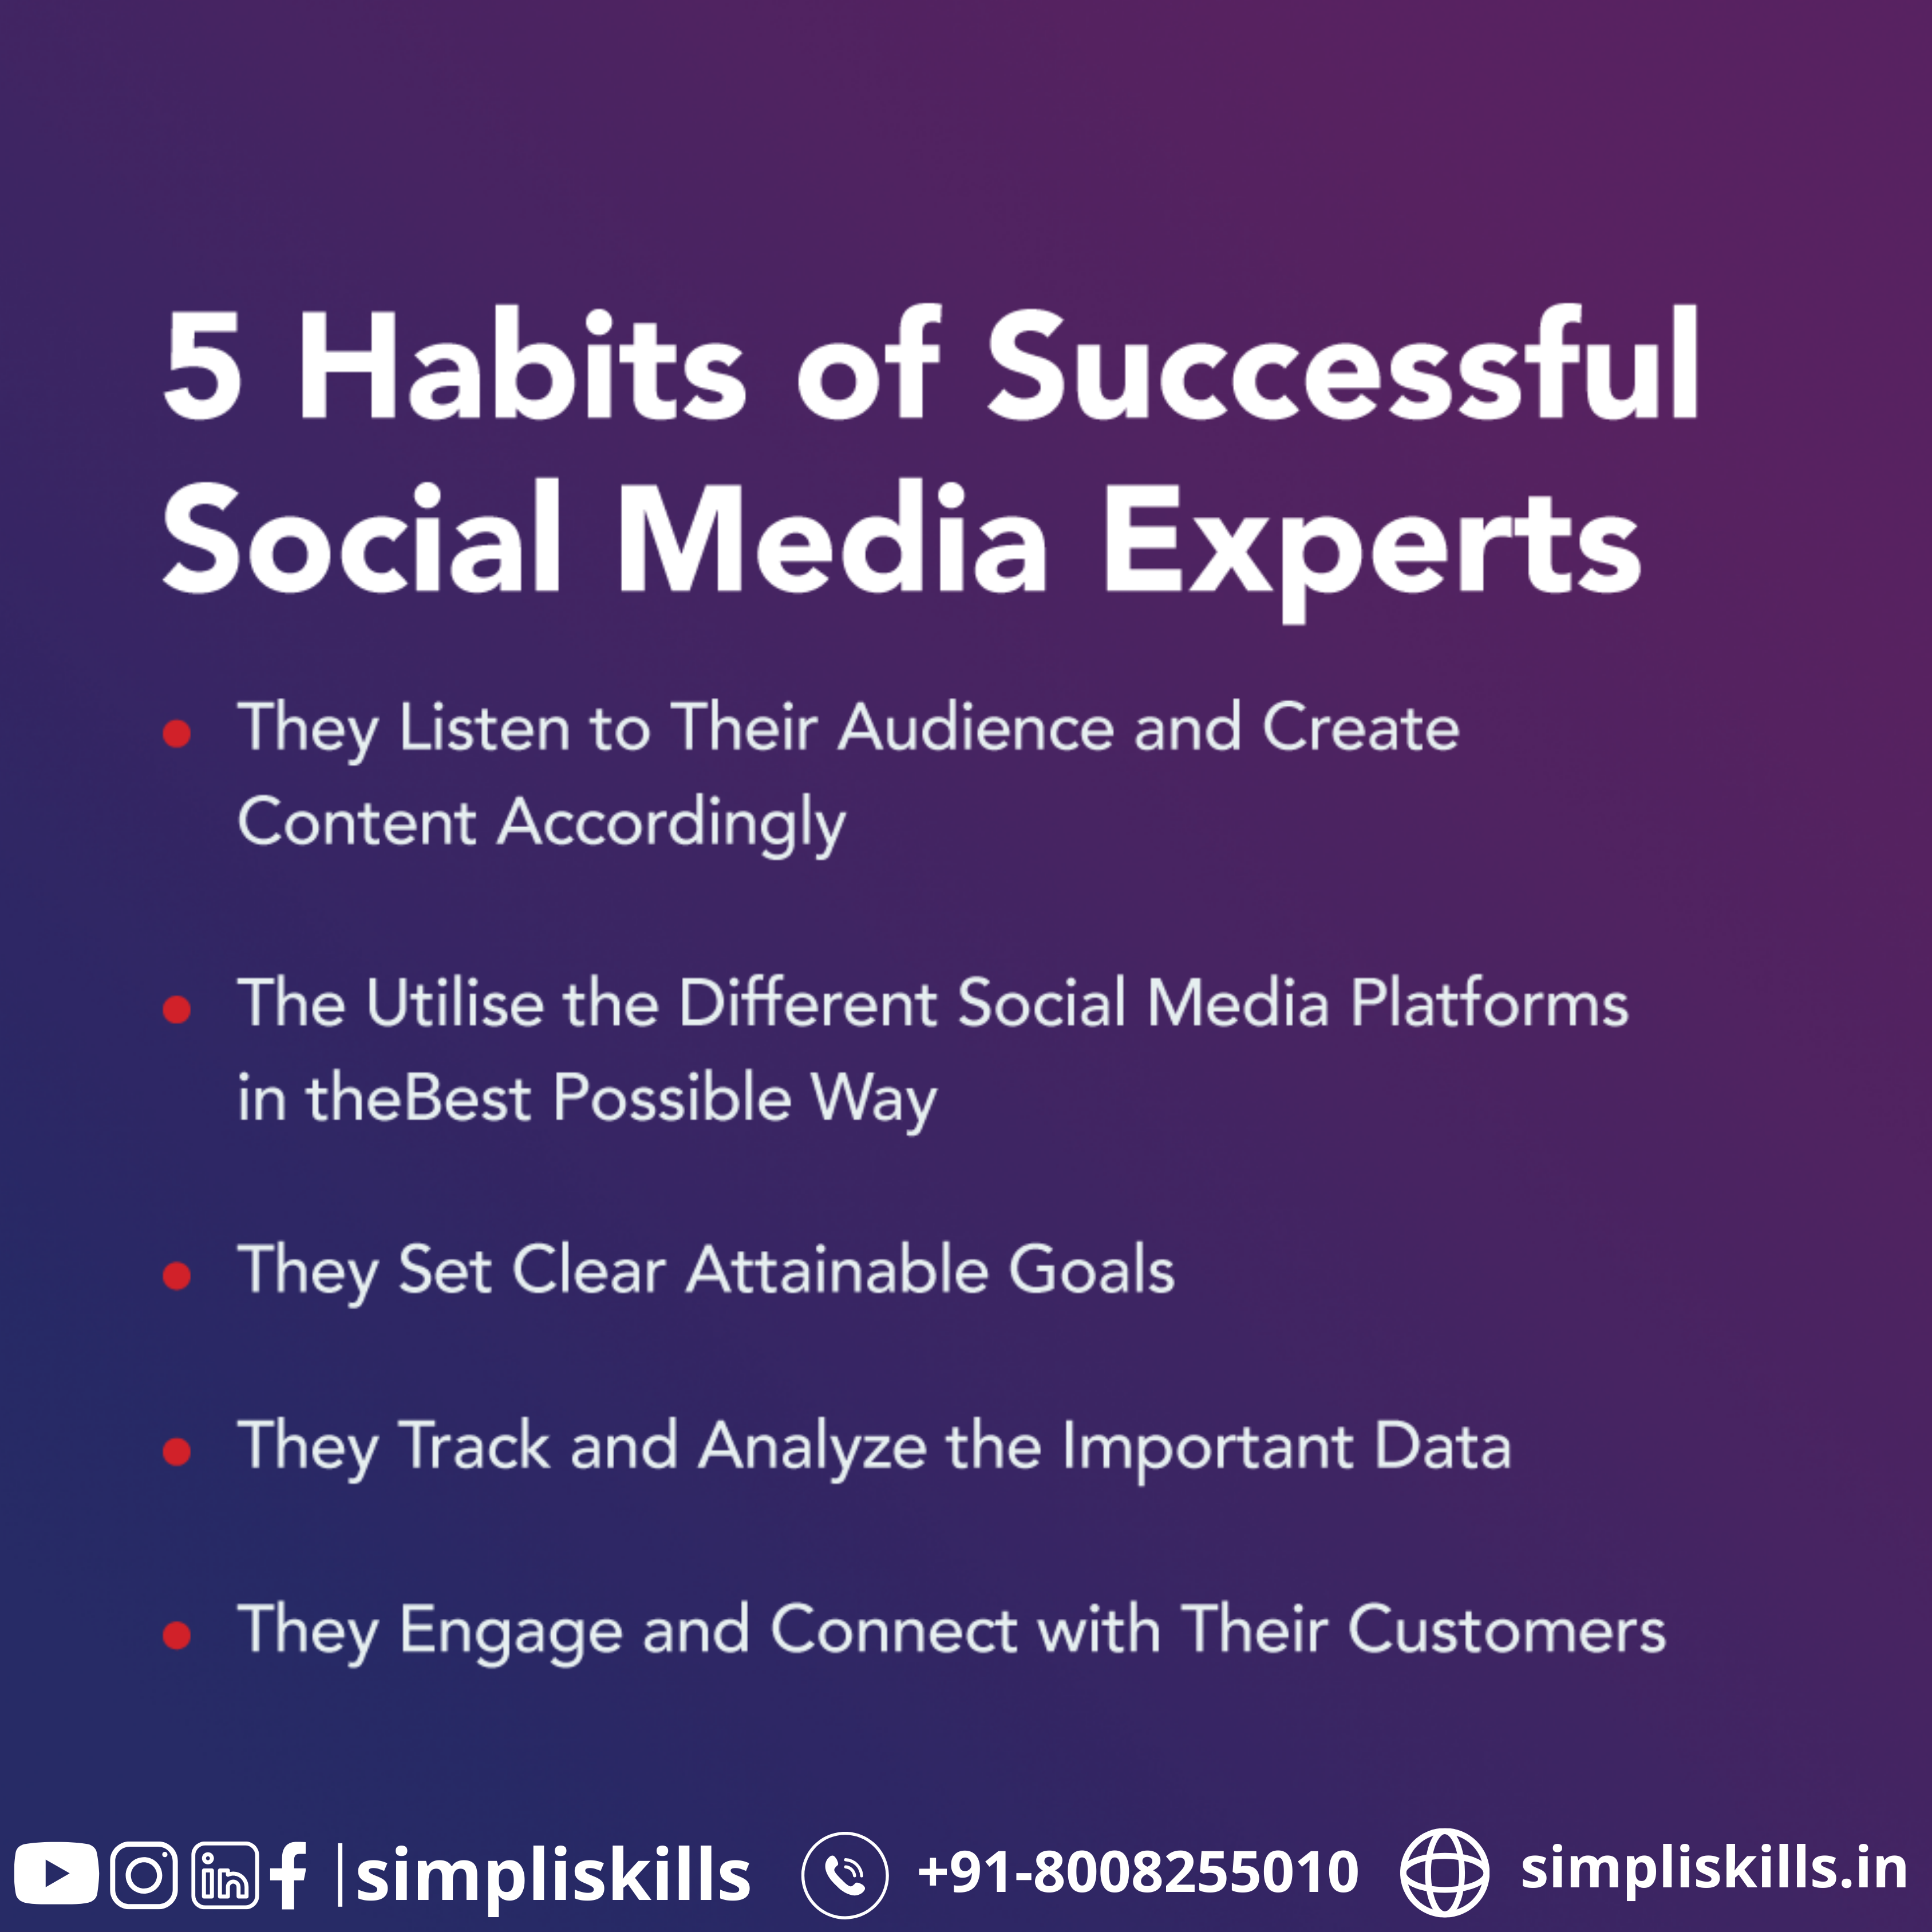 5 Habits of Successful
Social Media Experts
They Listen to Their Audience and Create
Content Accordingly
The Utilise the Different Social Media Platforms
in theBest Possible Way
They Set Clear Attainable Goals
They Track and Analyze the Important Data
They Engage and Connect with Their Customers
in f |simpliskills +91-8008255010 simpliskills.in